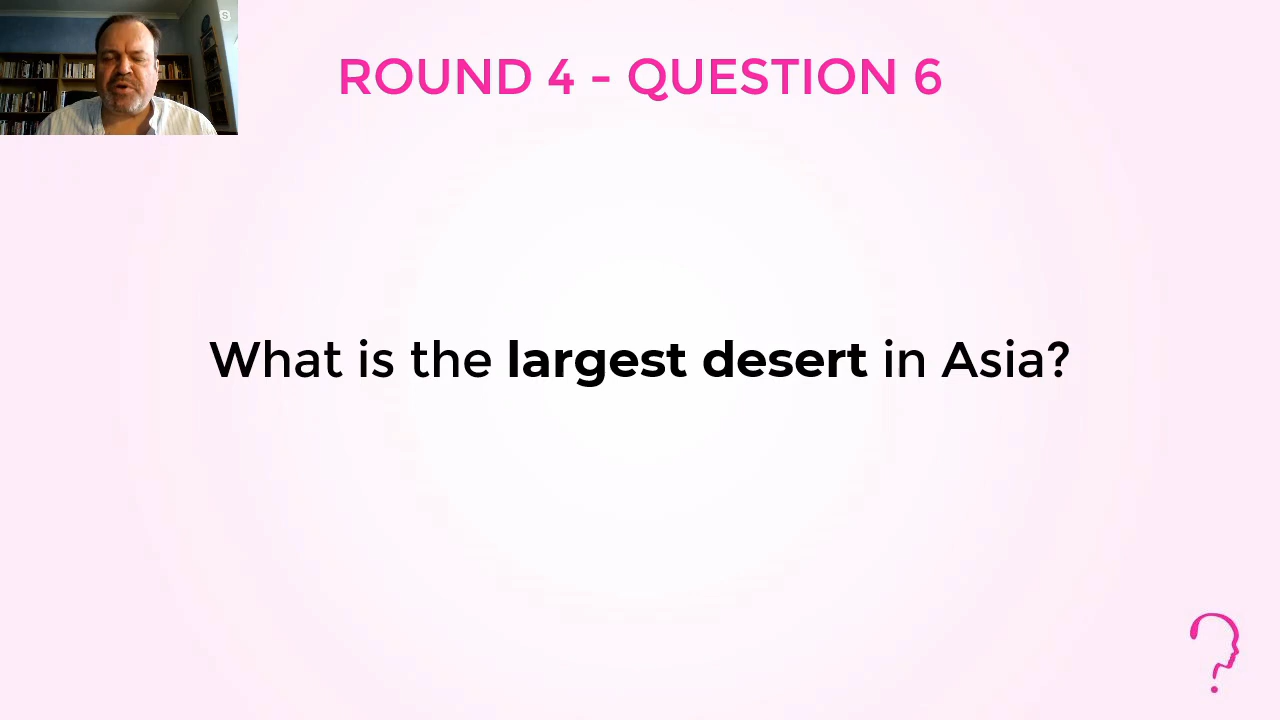 ROUND 4 - QUESTION 6
What is the largest desert in Asia?